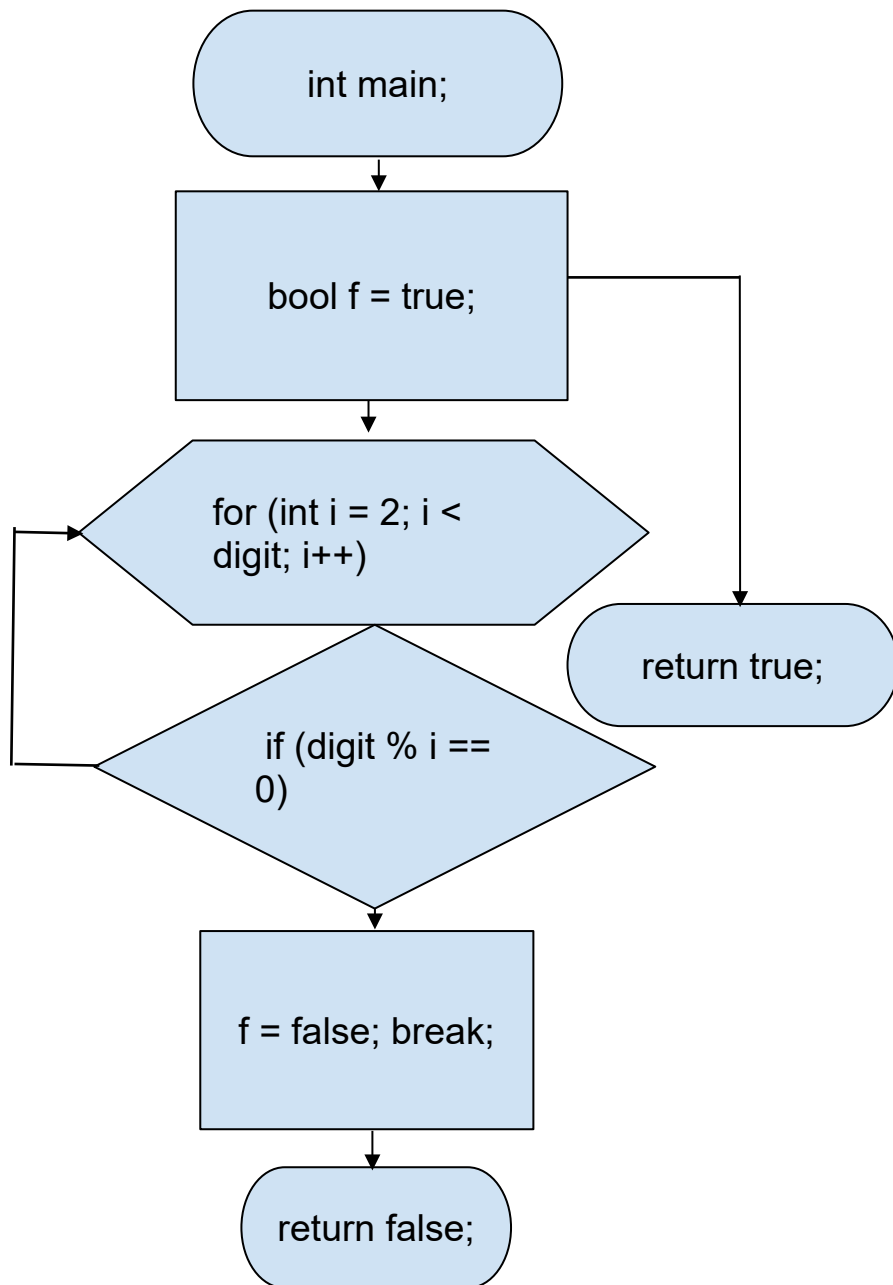 int main;
bool f = true;
for (int i = 2; i <
digit; i++)
return true;
if (digit % i ==
0)
f = false; break;
return false;